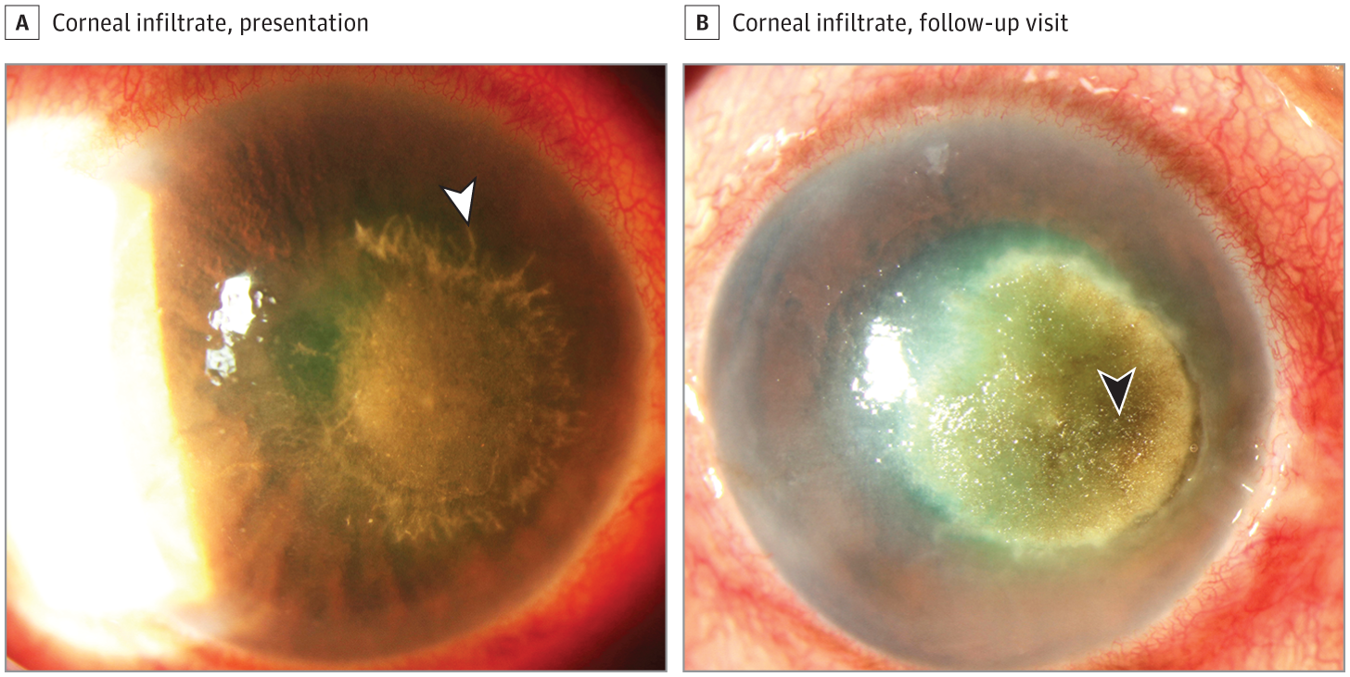 A Corneal infiltrate, presentation
B Corneal infiltrate, follow-up visit